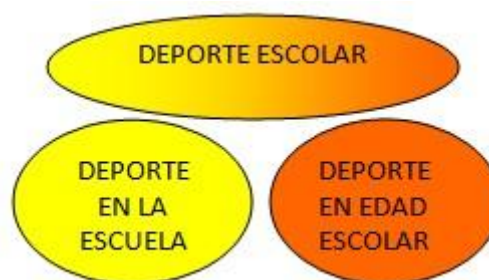 DEPORTE ESCOLAR
DEPORTE
EN LA
ESCUELA
DEPORTE
EN EDAD
ESCOLAR